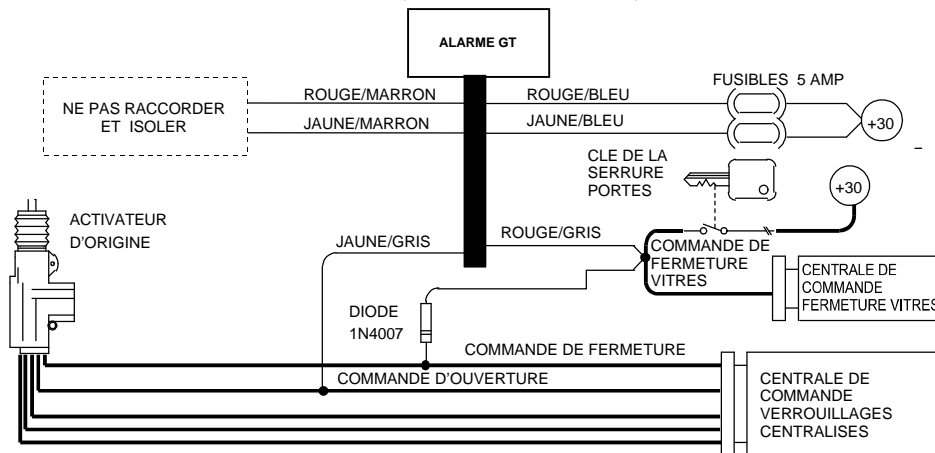 ALARME GT
FUSIBLES 5 AMP
ROUGE/MARRON
ROUGE/BLEU
NE PAS RACCORDER
ET ISOLER
JAUNE/MARRON
JAUNE/BLEU
+30
CLE DE LA
SERRURE
PORTES
+30
ACTIVATEUR
D'ORIGINE
JAUNE/GRIS
ROUGE/GRIS
COMMANDE DE
FERMETURE
VITRES
CENTRALE DE
COMMANDE
FERMETURE VITRES
DIODE
1N4007
COMMANDE DE FERMETURE
COMMANDE D'OUVERTURE
CENTRALE DE
COMMANDE
VERROUILLAGES
CENTRALISES